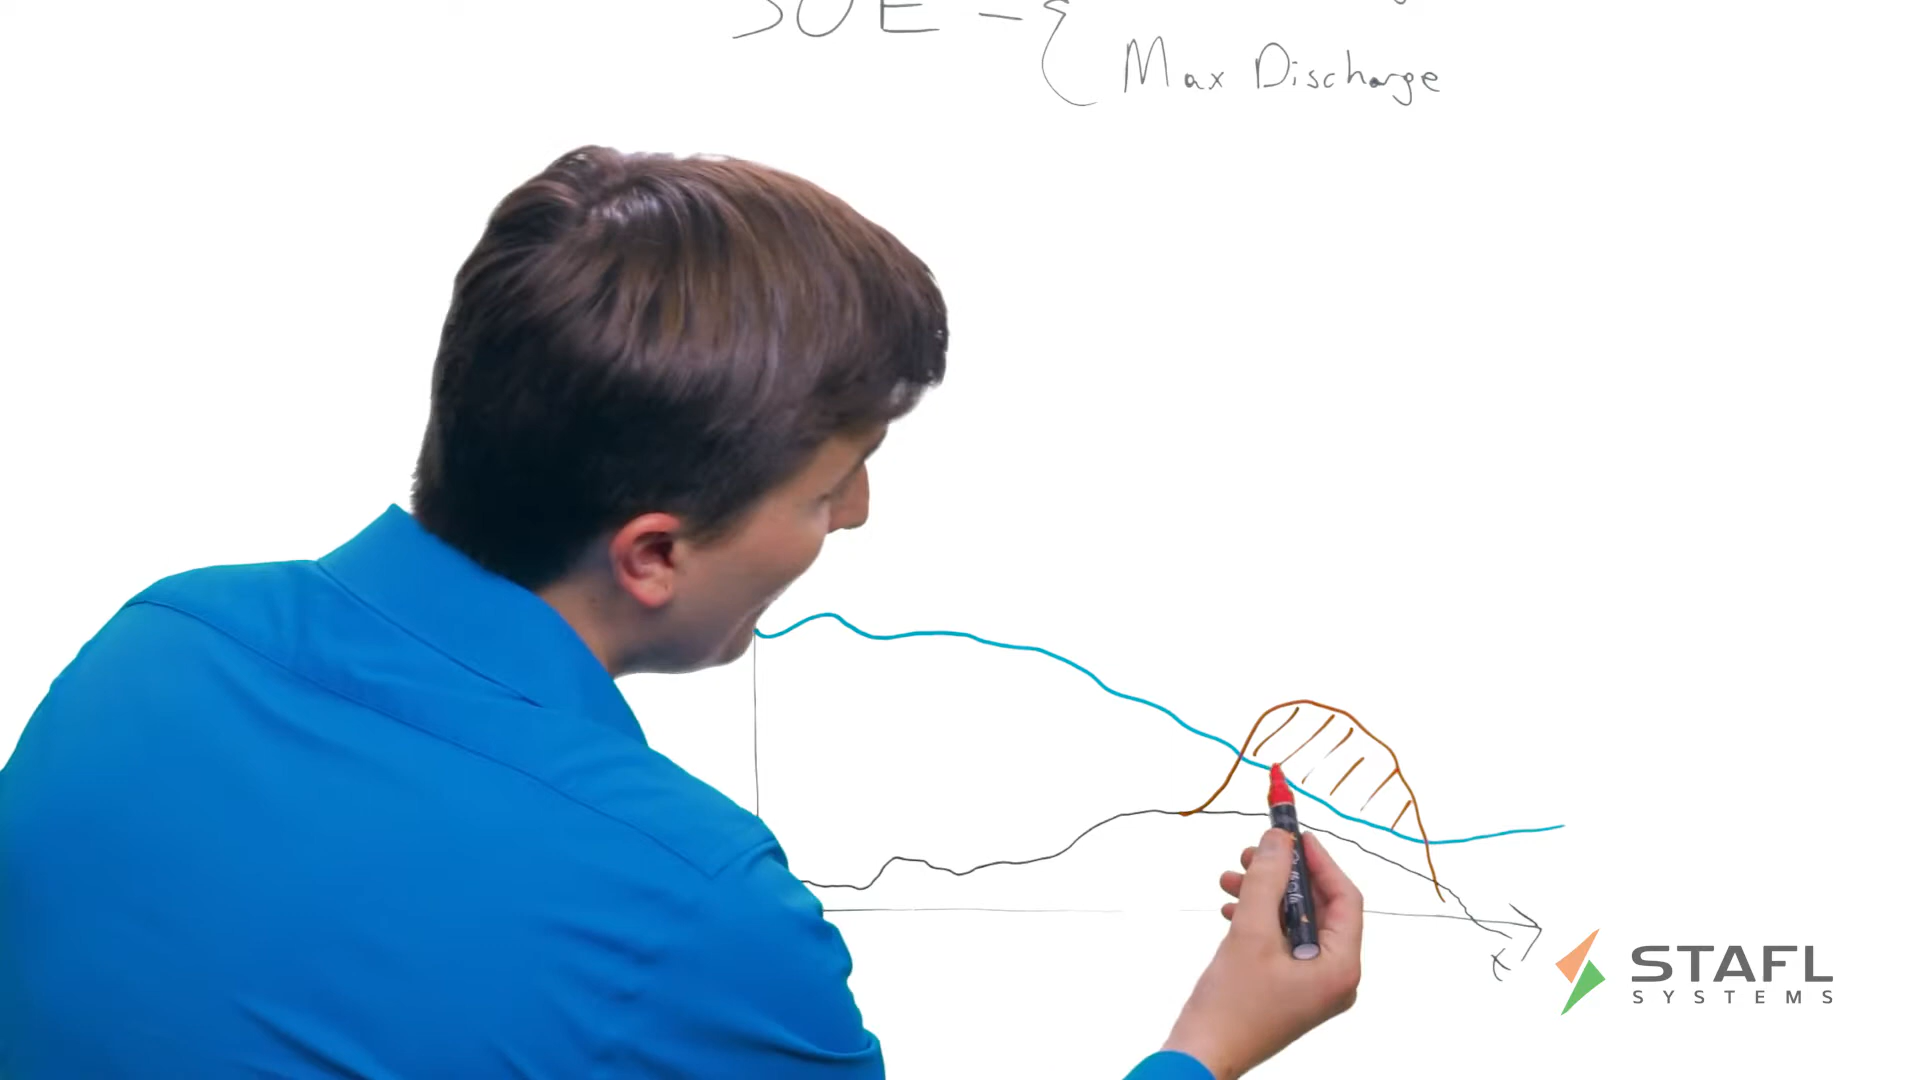 SOE - {
Max Discharge
t
STAFL
SYSTEMS